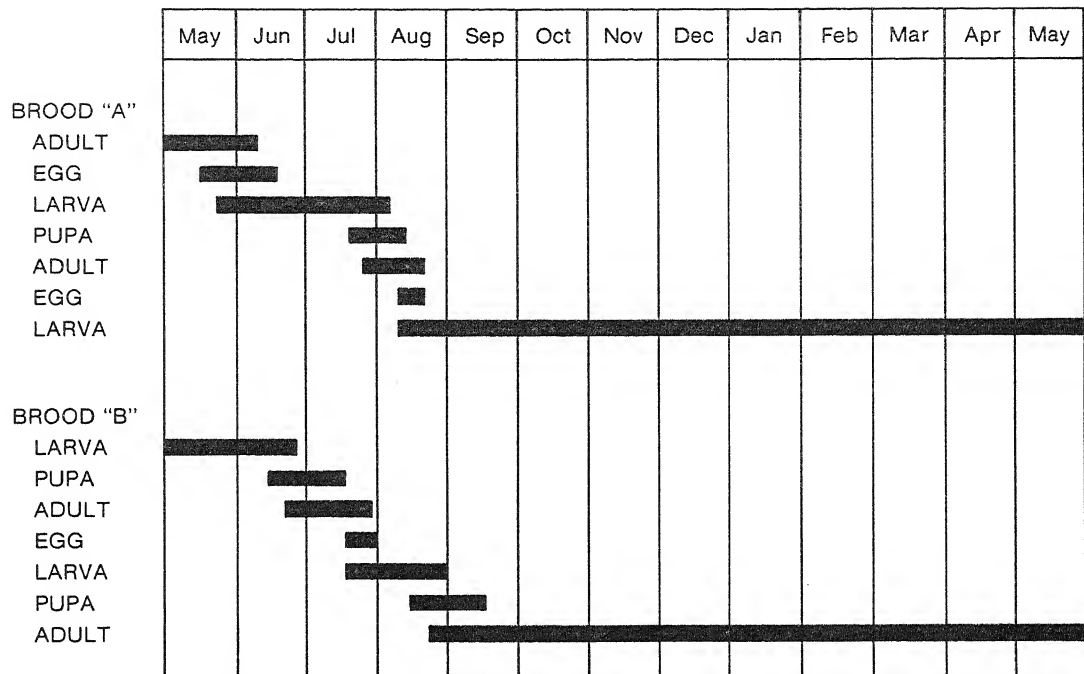 May Jun Jul Aug Sep Oct Nov Dec Jan Feb Mar Apr May
BROOD "A"
ADULT
EGG
LARVA
PUPA
ADULT
EGG
LARVA
BROOD "B"
LARVA
PUPA
ADULT
EGG
LARVA
PUPA
ADULT